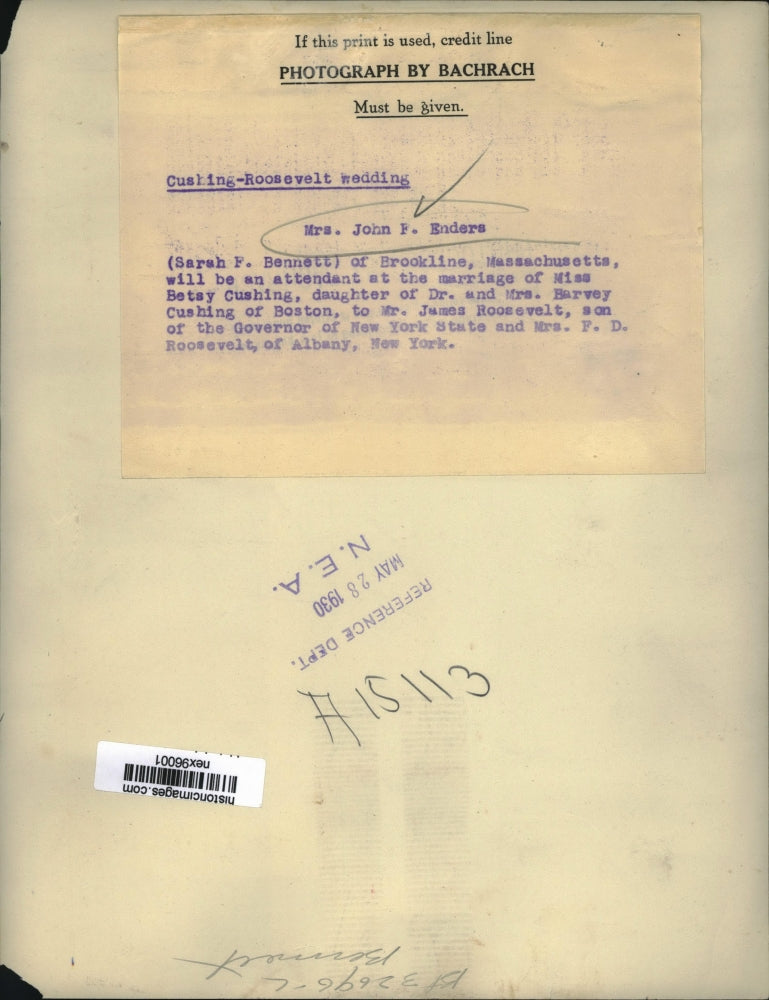 If this print is used, credit line
PHOTOGRAPH BY BACHRACH
Must be given.
Cushing-Roosevelt wedding
Mrs. John F. Enders
(Sarah F. Bennett) of Brookline, Massachusetts,
will be an attendant at the marriage of Miss
Betsy Cushing, daughter of Dr. and Mrs. Harvey
Cushing of Boston, to Mr. James Roosevelt, son
of the Governor of New York State and Mrs. F. D.
Roosevelt, of Albany, New York.
REFERENCE DEPT.
MAY 28 1930
N.E.A.
A15113
historicimages.com
nex96001
Bennett